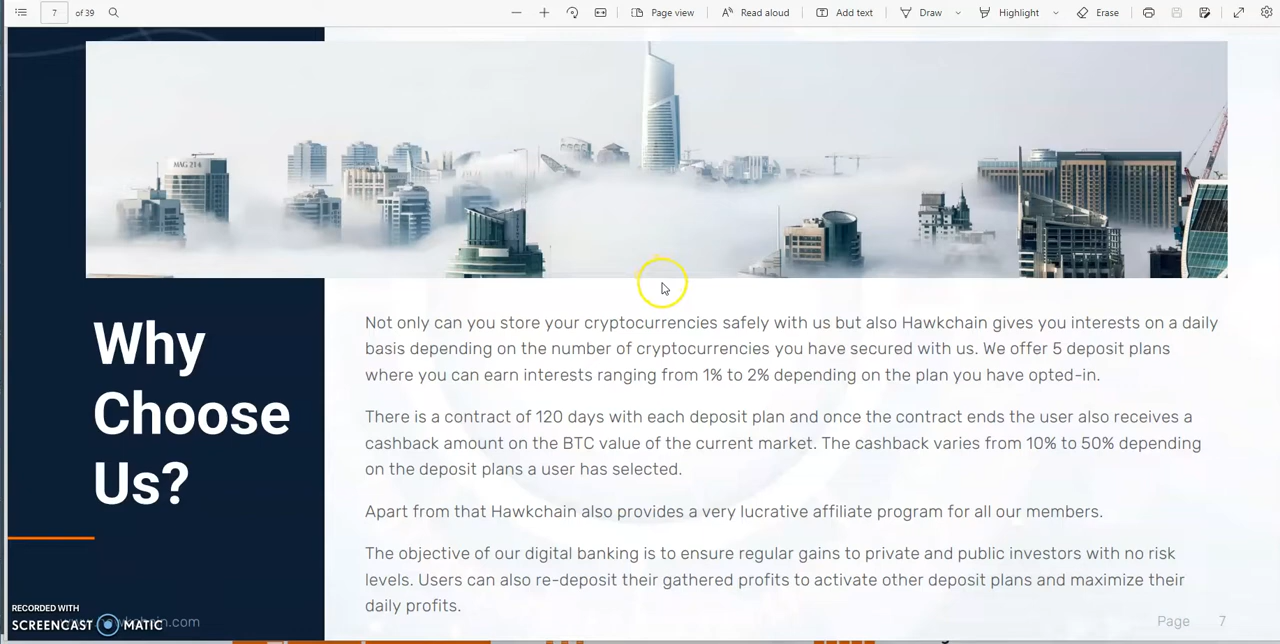 7 of 39 Page view Read aloud Add text Draw Highlight Erase
MAG 214
Why
Choose
Us?
Not only can you store your cryptocurrencies safely with us but also Hawkchain gives you interests on a daily
basis depending on the number of cryptocurrencies you have secured with us. We offer 5 deposit plans
where you can earn interests ranging from 1% to 2% depending on the plan you have opted-in.
There is a contract of 120 days with each deposit plan and once the contract ends the user also receives a
cashback amount on the BTC value of the current market. The cashback varies from 10% to 50% depending
on the deposit plans a user has selected.
Apart from that Hawkchain also provides a very lucrative affiliate program for all our members.
The objective of our digital banking is to ensure regular gains to private and public investors with no risk
levels. Users can also re-deposit their gathered profits to activate other deposit plans and maximize their
daily profits.
RECORDED WITH
SCREENCAST MATIC
Page 7